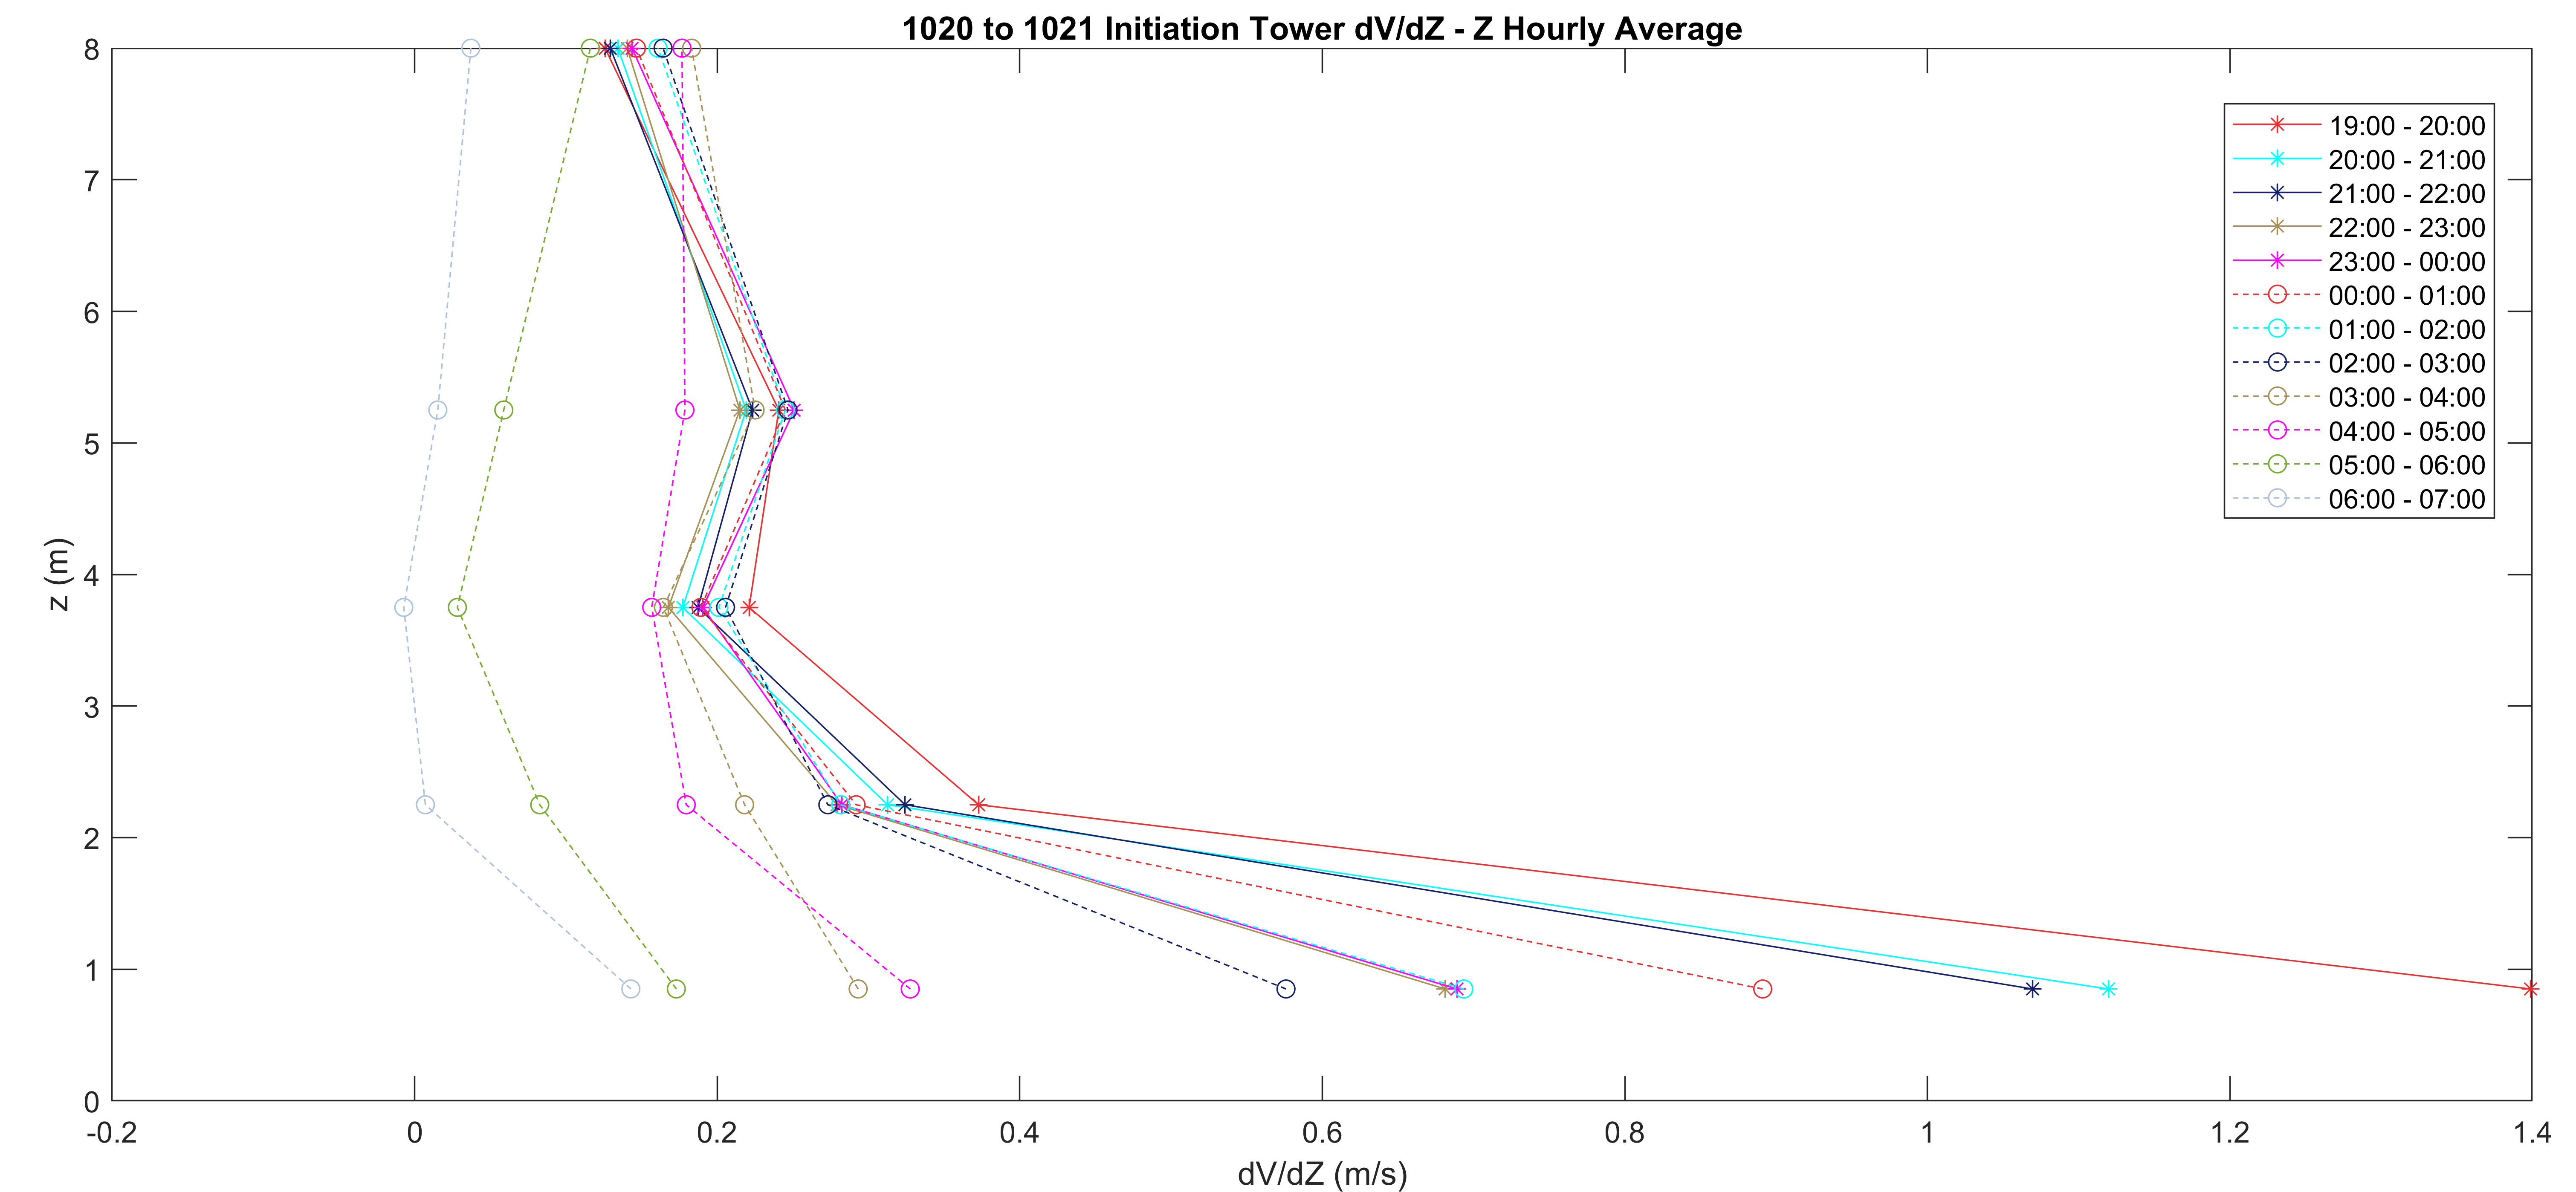 1020 to 1021 Initiation Tower dV/dZ - Z Hourly Average
8
7
6
5
4
3
2
1
0
z (m)
19:00 - 20:00
20:00 - 21:00
21:00 - 22:00
22:00 - 23:00
23:00 - 00:00
00:00 - 01:00
01:00 - 02:00
02:00 - 03:00
03:00 - 04:00
04:00 - 05:00
05:00 - 06:00
06:00 - 07:00
-0.2 0 0.2 0.4 0.6 0.8 1 1.2 1.4
dV/dZ (m/s)